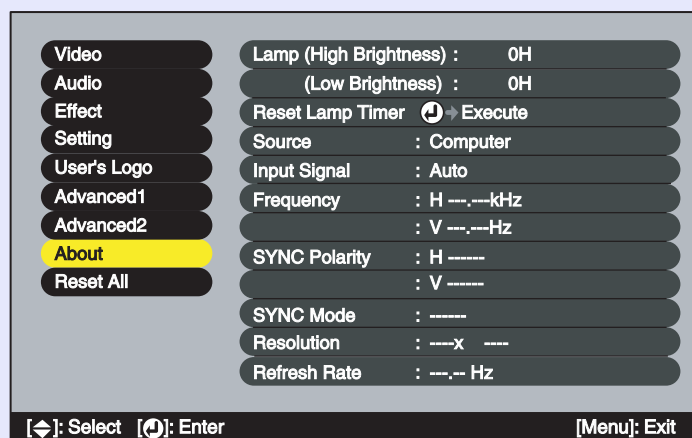 Video
Audio
Effect
Setting
User's Logo
Advanced1
Advanced2
About
Reset All
Lamp (High Brightness) : 0H
(Low Brightness) : 0H
Reset Lamp Timer Execute
Source : Computer
Input Signal : Auto
Frequency : H ---.---kHz
: V ---.---Hz
SYNC Polarity : H ------
: V ------
SYNC Mode : ------
Resolution : ----x ----
Refresh Rate : ---.-- Hz
[ ]: Select [ ]: Enter [Menu]: Exit